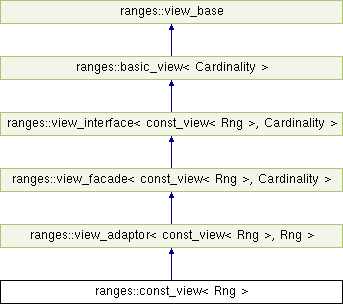 ranges::view_base
ranges::basic_view< Cardinality >
ranges::view_interface< const_view< Rng >, Cardinality >
ranges::view_facade< const_view< Rng >, Cardinality >
ranges::view_adaptor< const_view< Rng >, Rng >
ranges::const_view< Rng >